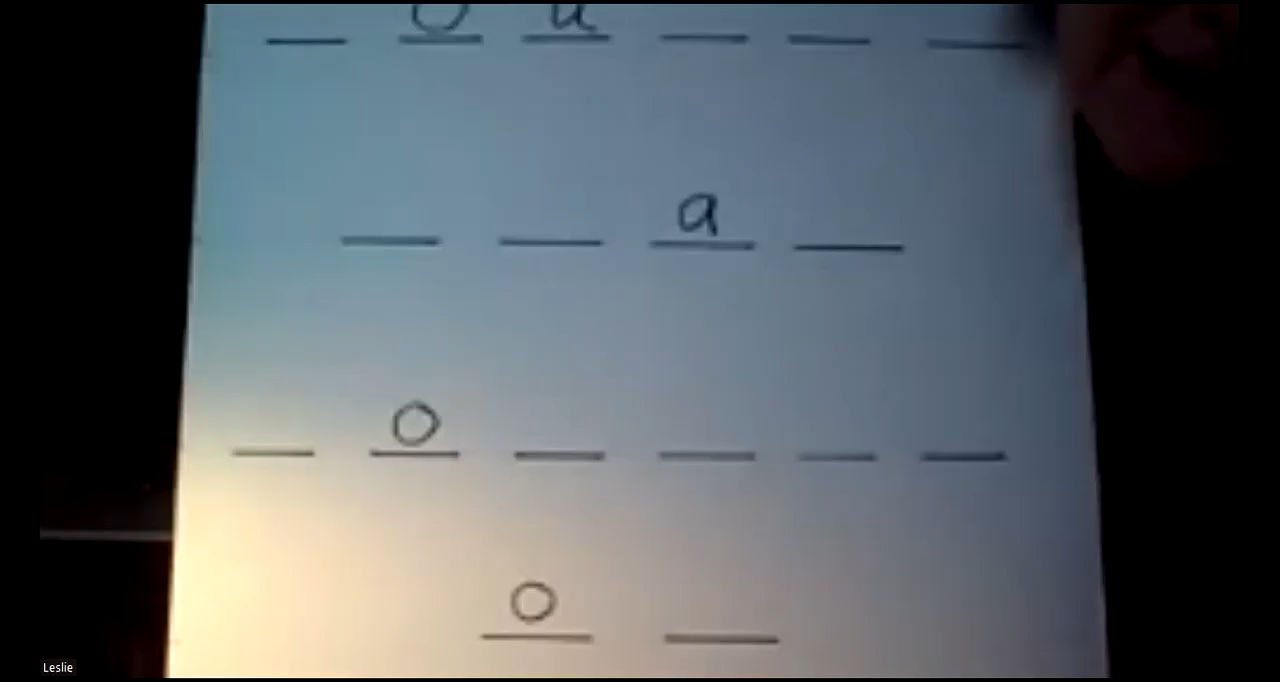 _ o u _ _ _
_ _ a _
_ o _ _ _ _
o _
Leslie